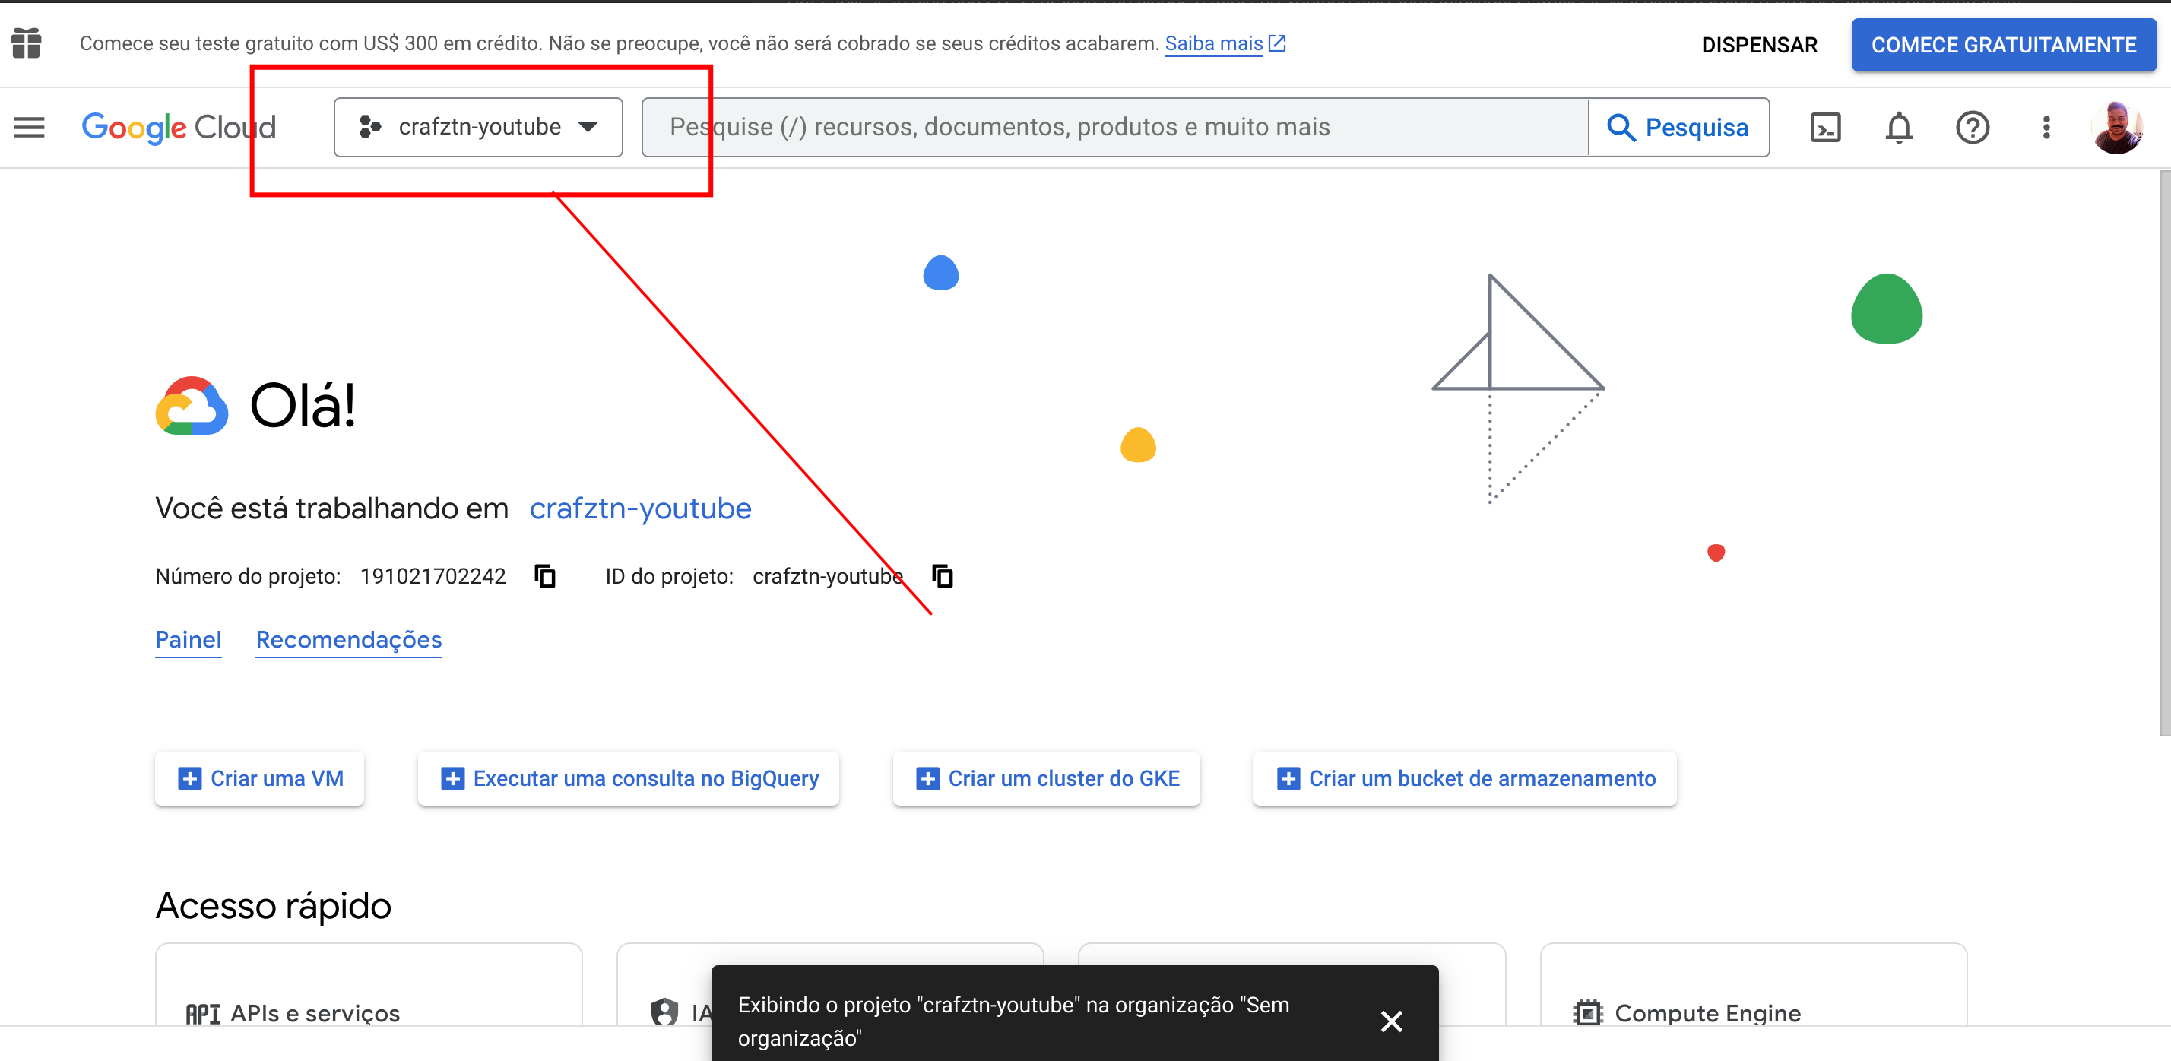 Comece seu teste gratuito com US$ 300 em crédito. Não se preocupe, você não será cobrado se seus créditos acabarem. Saiba mais
DISPENSAR
COMECE GRATUITAMENTE
Google Cloud
crafztn-youtube
Pesquise (/) recursos, documentos, produtos e muito mais
Pesquisa
Olá!
Você está trabalhando em crafztn-youtube
Número do projeto: 191021702242
ID do projeto: crafztn-youtube
Painel
Recomendações
Criar uma VM
Executar uma consulta no BigQuery
Criar um cluster do GKE
Criar um bucket de armazenamento
Acesso rápido
API APIs e serviços
IA
Compute Engine
Exibindo o projeto "crafztn-youtube" na organização "Sem
organização"